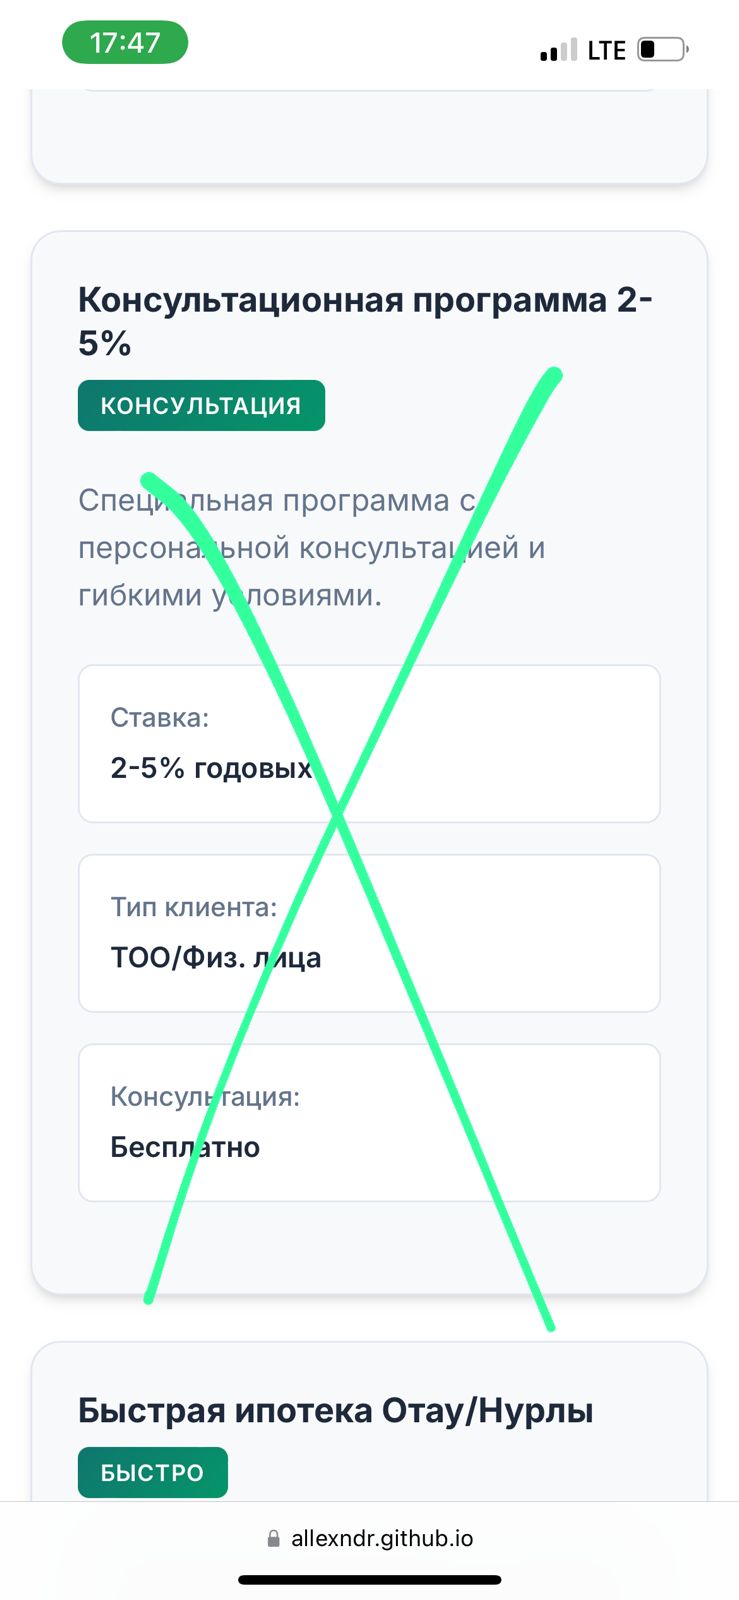 17:47
LTE
Консультационная программа 2-
5%
КОНСУЛЬТАЦИЯ
Специальная программа с
персональной консультацией и
гибкими условиями.
Ставка:
2-5% годовых
Тип клиента:
ТОО/Физ. лица
Консультация:
Бесплатно
Быстрая ипотека Отау/Нурлы
БЫСТРО
allexndr.github.io